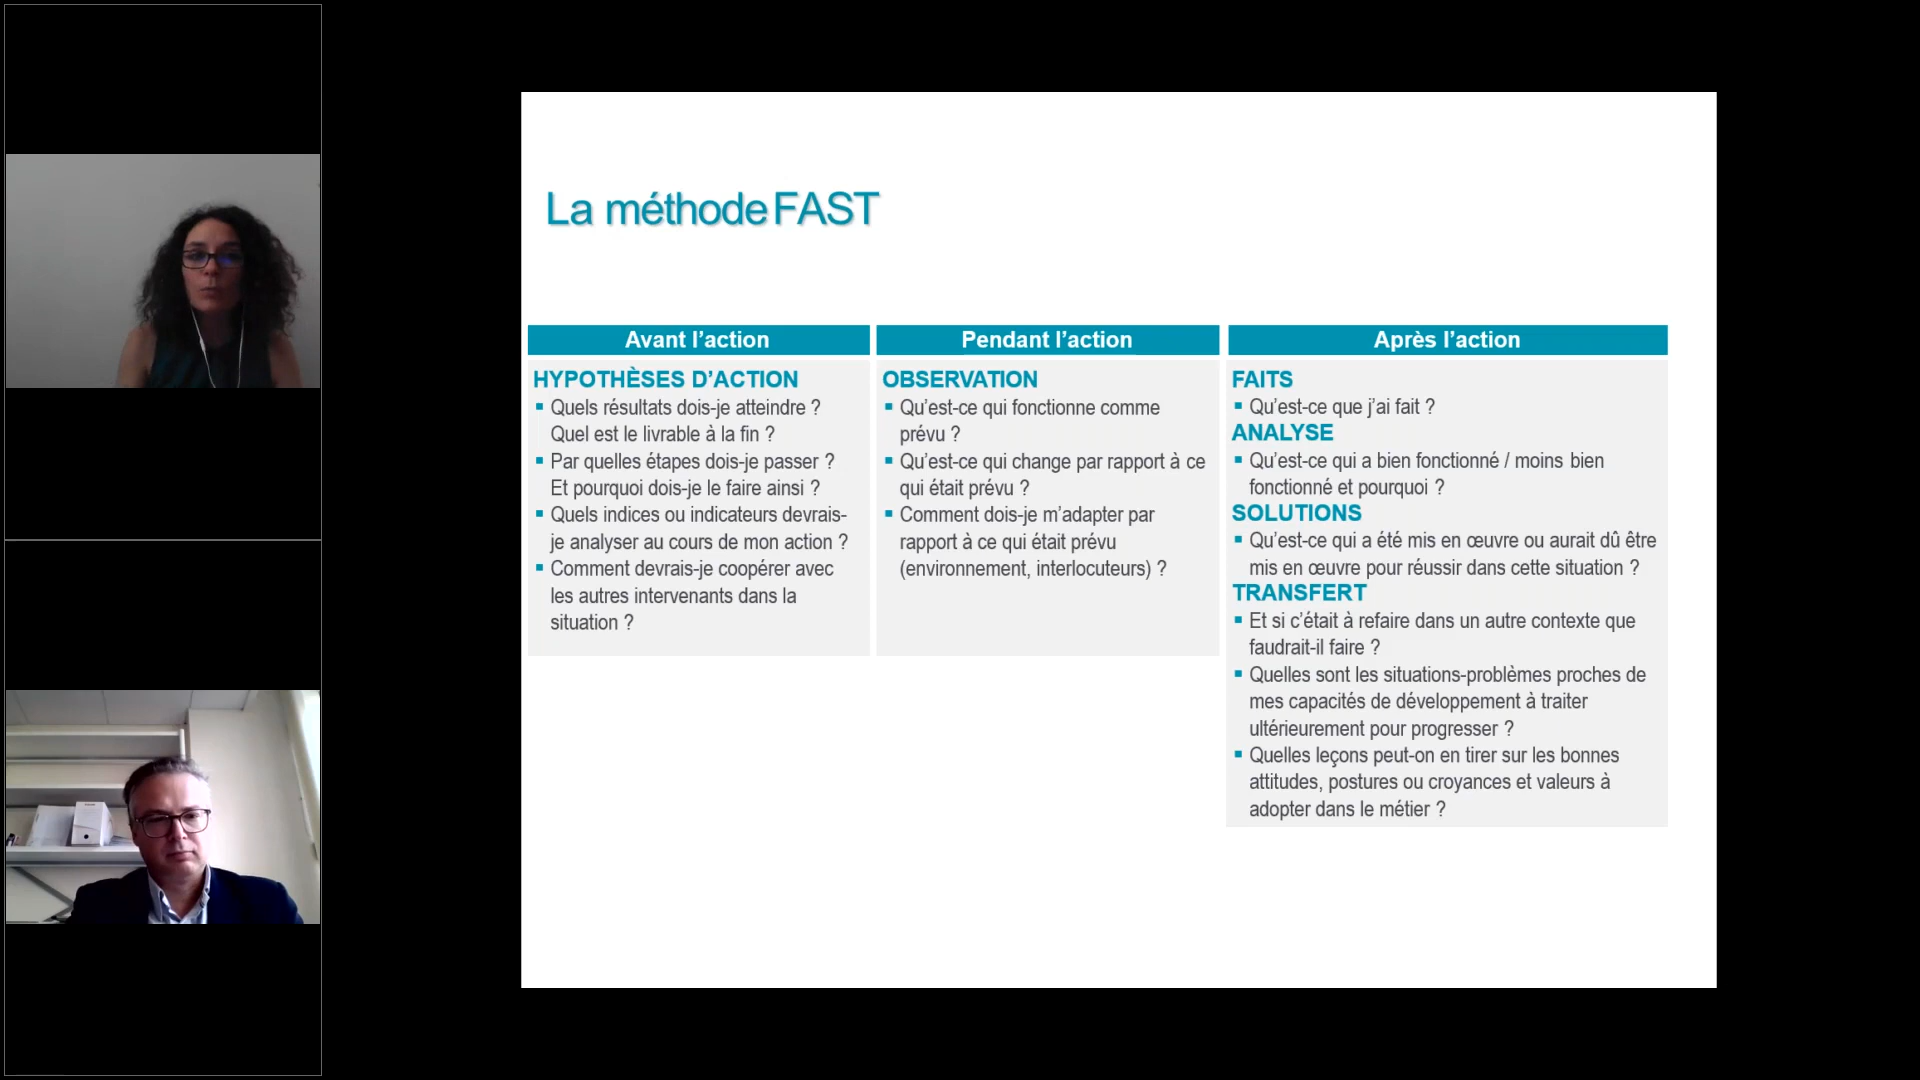 La méthode FAST
Avant l’action
HYPOTHÈSES D’ACTION
▪ Quels résultats dois-je atteindre ?
Quel est le livrable à la fin ?
▪ Par quelles étapes dois-je passer ?
Et pourquoi dois-je le faire ainsi ?
▪ Quels indices ou indicateurs devrais-
je analyser au cours de mon action ?
▪ Comment devrais-je coopérer avec
les autres intervenants dans la
situation ?
Pendant l’action
OBSERVATION
▪ Qu’est-ce qui fonctionne comme
prévu ?
▪ Qu’est-ce qui change par rapport à ce
qui était prévu ?
▪ Comment dois-je m’adapter par
rapport à ce qui était prévu
(environnement, interlocuteurs) ?
Après l’action
FAITS
▪ Qu’est-ce que j’ai fait ?
ANALYSE
▪ Qu’est-ce qui a bien fonctionné / moins bien
fonctionné et pourquoi ?
SOLUTIONS
▪ Qu’est-ce qui a été mis en œuvre ou aurait dû être
mis en œuvre pour réussir dans cette situation ?
TRANSFERT
▪ Et si c’était à refaire dans un autre contexte que
faudrait-il faire ?
▪ Quelles sont les situations-problèmes proches de
mes capacités de développement à traiter
ultérieurement pour progresser ?
▪ Quelles leçons peut-on en tirer sur les bonnes
attitudes, postures ou croyances et valeurs à
adopter dans le métier ?